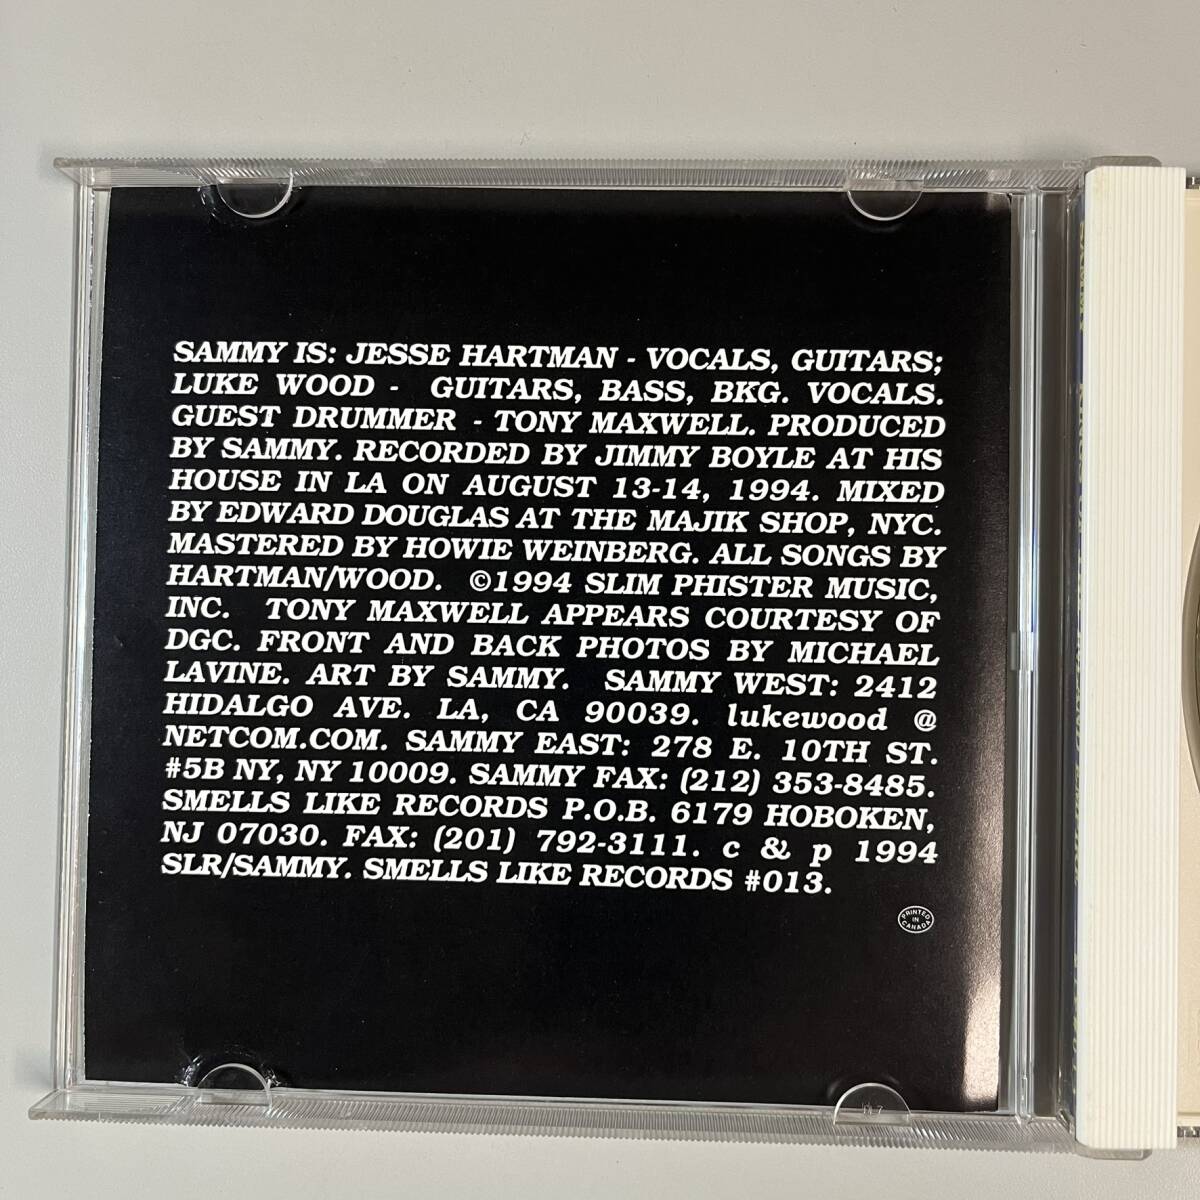 SAMMY IS: JESSE HARTMAN - VOCALS, GUITARS;
LUKE WOOD - GUITARS, BASS, BKG. VOCALS.
GUEST DRUMMER - TONY MAXWELL. PRODUCED
BY SAMMY. RECORDED BY JIMMY BOYLE AT HIS
HOUSE IN LA ON AUGUST 13-14, 1994. MIXED
BY EDWARD DOUGLAS AT THE MAJIK SHOP, NYC.
MASTERED BY HOWIE WEINBERG. ALL SONGS BY
HARTMAN/WOOD. ©1994 SLIM PHISTER MUSIC,
INC. TONY MAXWELL APPEARS COURTESY OF
DGC. FRONT AND BACK PHOTOS BY MICHAEL
LAVINE. ART BY SAMMY. SAMMY WEST: 2412
HIDALGO AVE. LA, CA 90039. lukewood @
NETCOM.COM. SAMMY EAST: 278 E. 10TH ST.
#5B NY, NY 10009. SAMMY FAX: (212) 353-8485.
SMELLS LIKE RECORDS P.O.B. 6179 HOBOKEN,
NJ 07030. FAX: (201) 792-3111. c & p 1994
SLR/SAMMY. SMELLS LIKE RECORDS #013.
PRINTED
IN
CANADA